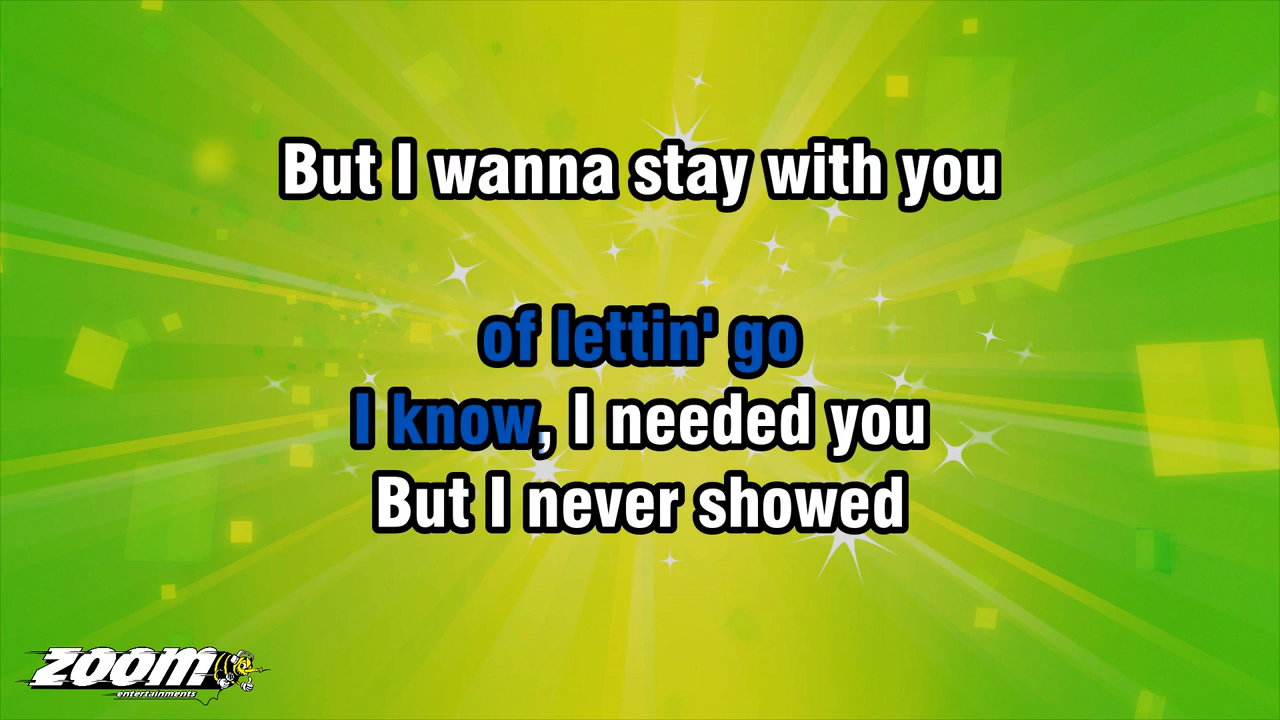 But I wanna stay with you
of lettin' go
I know, I needed you
But I never showed
ZOOM
entertainments